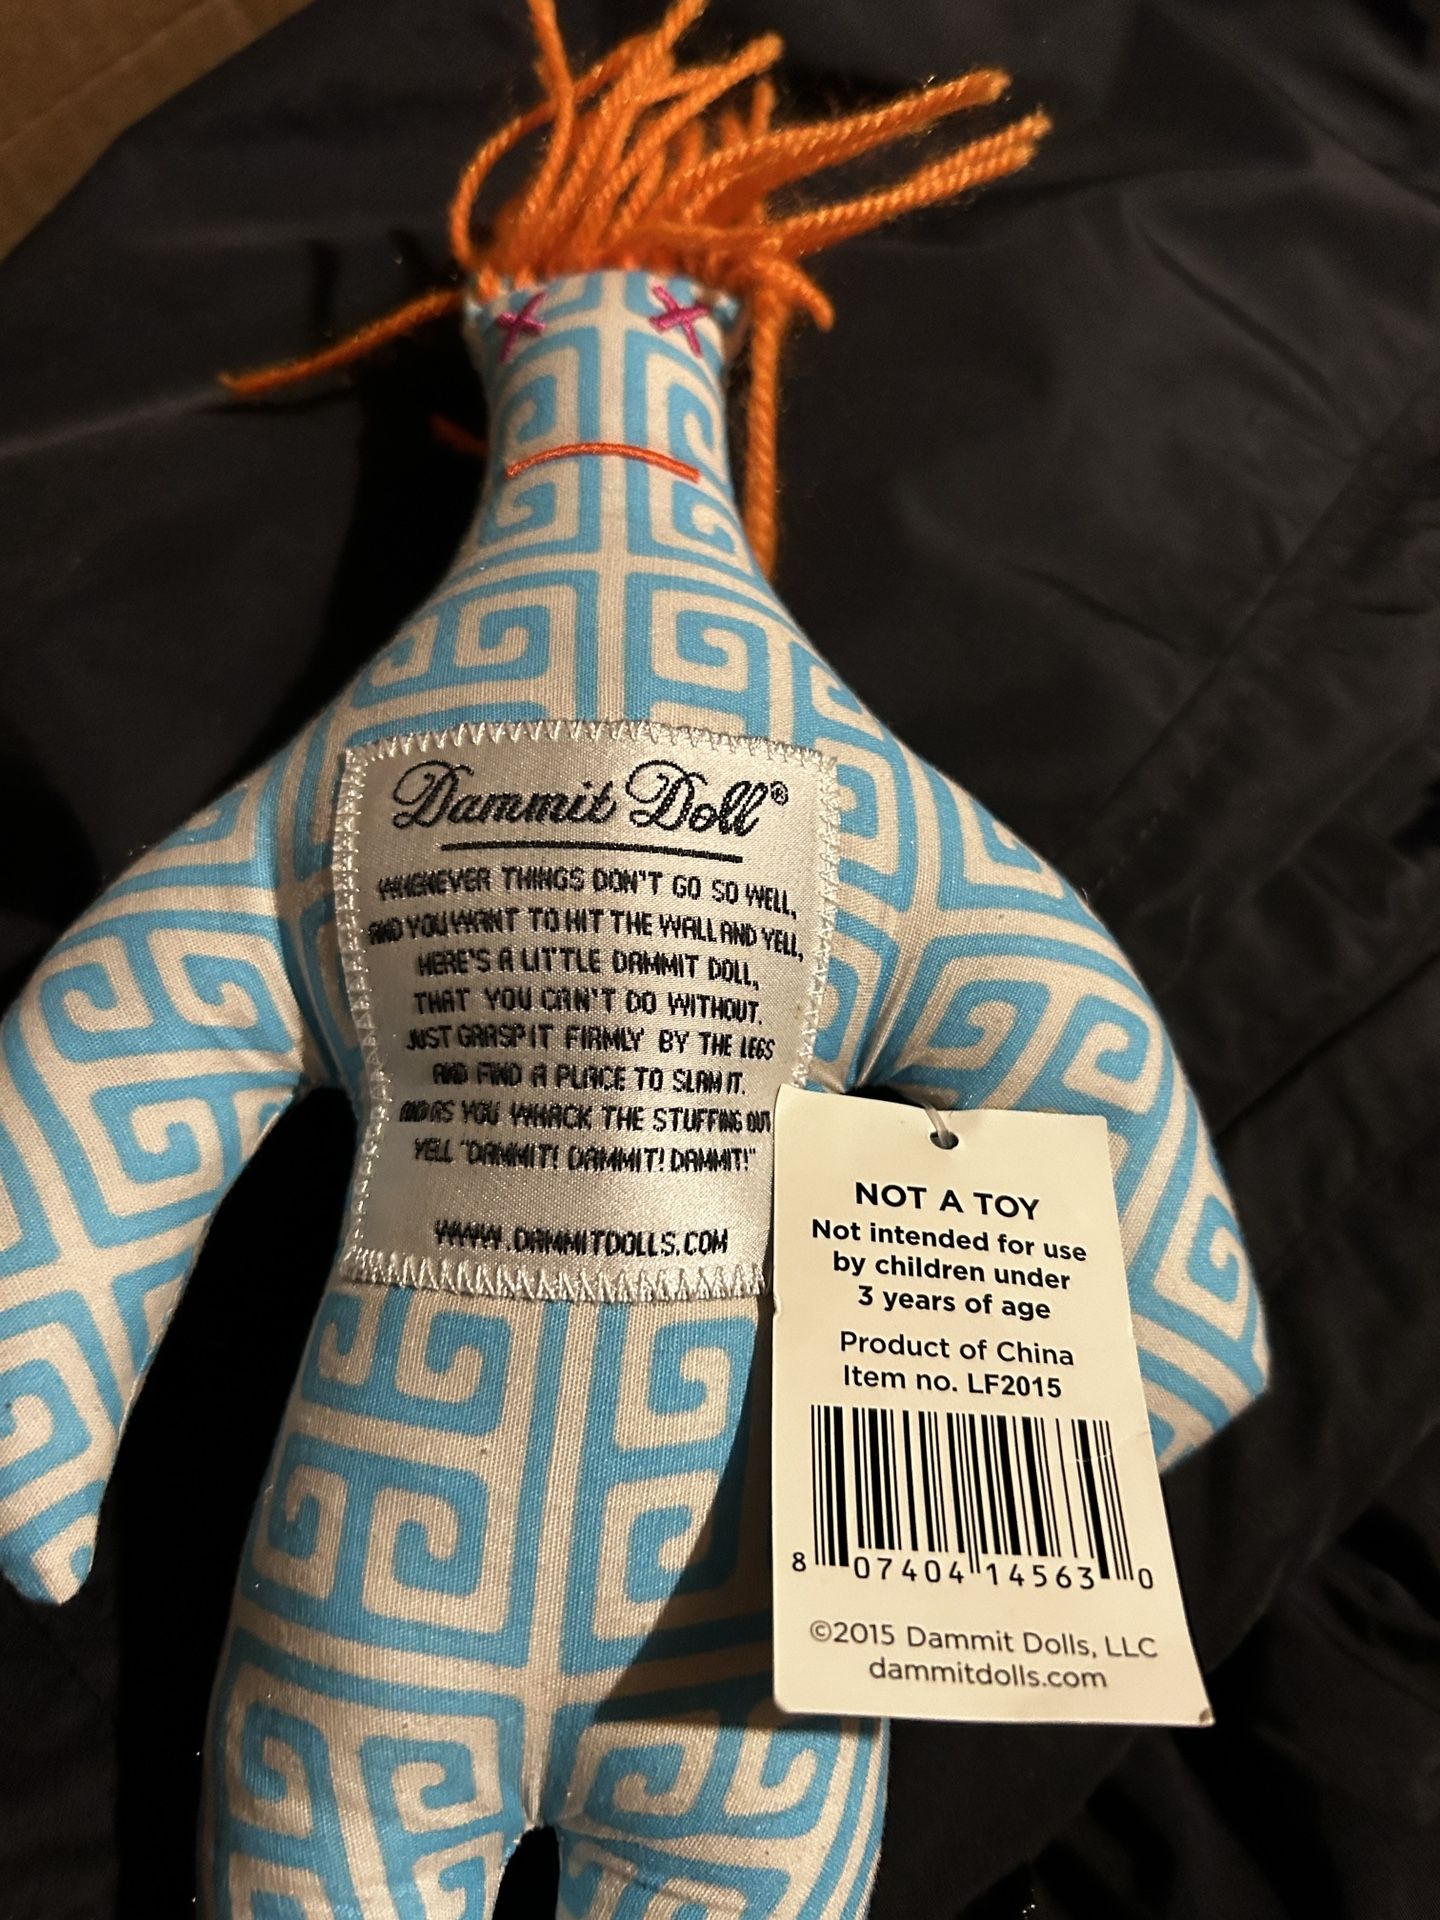 Dammit Doll®
WHENEVER THINGS DON'T GO SO WELL,
AND YOU WANT TO HIT THE WALL AND YELL,
HERE'S A LITTLE DAMMIT DOLL,
THAT YOU CAN'T DO WITHOUT.
JUST GRASP IT FIRMLY BY THE LEGS
AND FIND A PLACE TO SLAM IT.
AND AS YOU WHACK THE STUFFING OUT
YELL "DAMMIT! DAMMIT! DAMMIT!"
WWW.DAMMITDOLLS.COM
NOT A TOY
Not intended for use
by children under
3 years of age
Product of China
Item no. LF2015
8 07404 14563 0
©2015 Dammit Dolls, LLC
dammitdolls.com